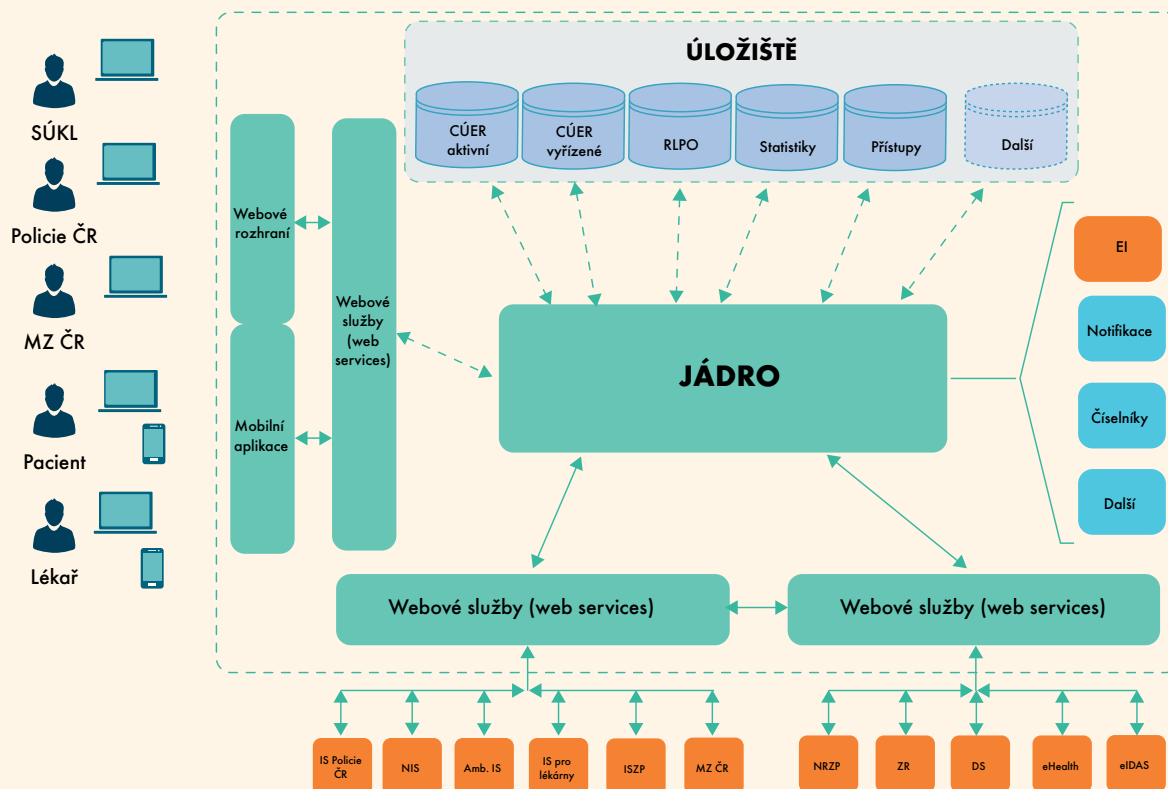 ÚLOŽIŠTĚ
CÚER
aktivní
CÚER
vyřízené
RLPO
Statistiky
Přístupy
Další
SÚKL
Policie ČR
MZ ČR
Pacient
Lékař
Webové
rozhraní
Mobilní
aplikace
Webové
služby
(web
services)
JÁDRO
EI
Notifikace
Číselníky
Další
Webové služby (web services)
Webové služby (web services)
IS Policie
ČR
NIS
Amb. IS
IS pro
lékárny
ISZP
MZ ČR
NRZP
ZR
DS
eHealth
eIDAS